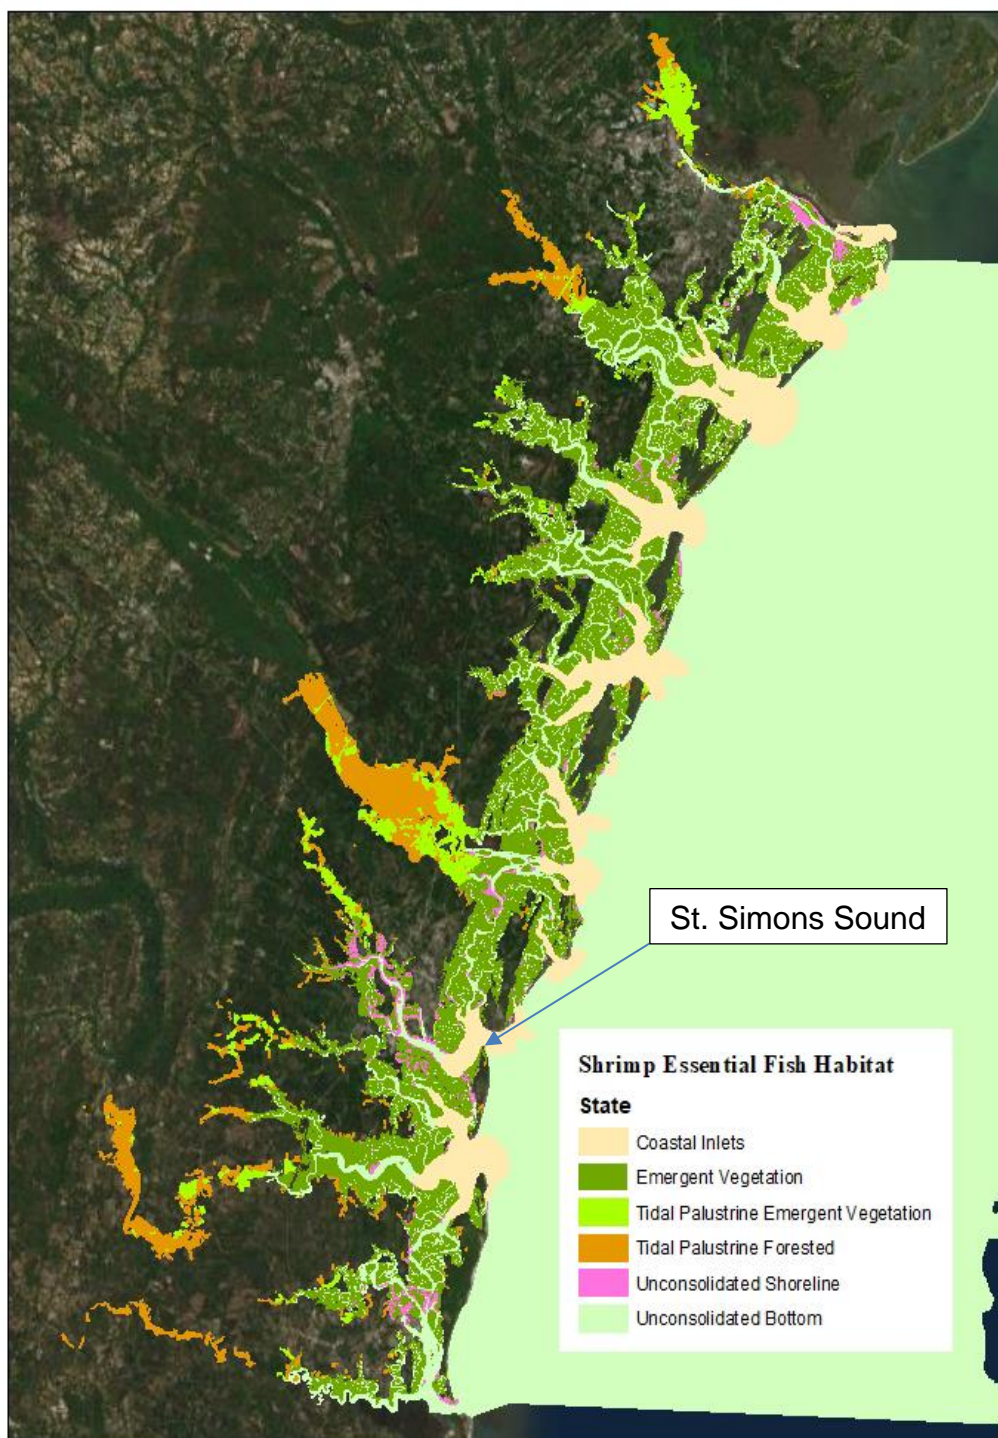 St. Simons Sound
Shrimp Essential Fish Habitat
State
Coastal Inlets
Emergent Vegetation
Tidal Palustrine Emergent Vegetation
Tidal Palustrine Forested
Unconsolidated Shoreline
Unconsolidated Bottom